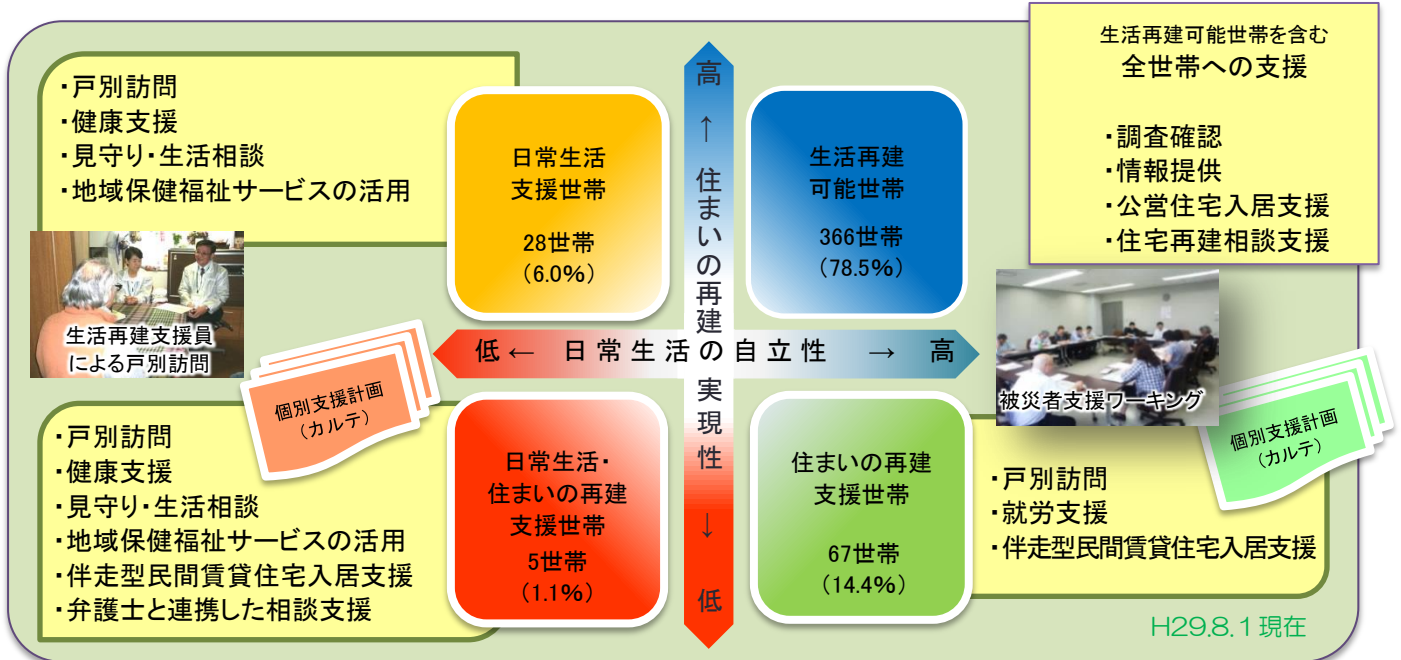 ・戸別訪問
・健康支援
・見守り・生活相談
・地域保健福祉サービスの活用
日常生活
支援世帯
28世帯
(6.0%)
高 ↑ 住まいの再建の実現性 ↓ 低
生活再建
可能世帯
366世帯
(78.5%)
生活再建可能世帯を含む
全世帯への支援
・調査確認
・情報提供
・公営住宅入居支援
・住宅再建相談支援
生活再建支援員
による戸別訪問
低 ← 日常生活の自立性 → 高
被災者支援ワーキング
個別支援計画
(カルテ)
個別支援計画
(カルテ)
・戸別訪問
・健康支援
・見守り・生活相談
・地域保健福祉サービスの活用
・伴走型民間賃貸住宅入居支援
・弁護士と連携した相談支援
日常生活・
住まいの再建
支援世帯
5世帯
(1.1%)
住まいの再建
支援世帯
67世帯
(14.4%)
・戸別訪問
・就労支援
・伴走型民間賃貸住宅入居支援
H29.8.1 現在